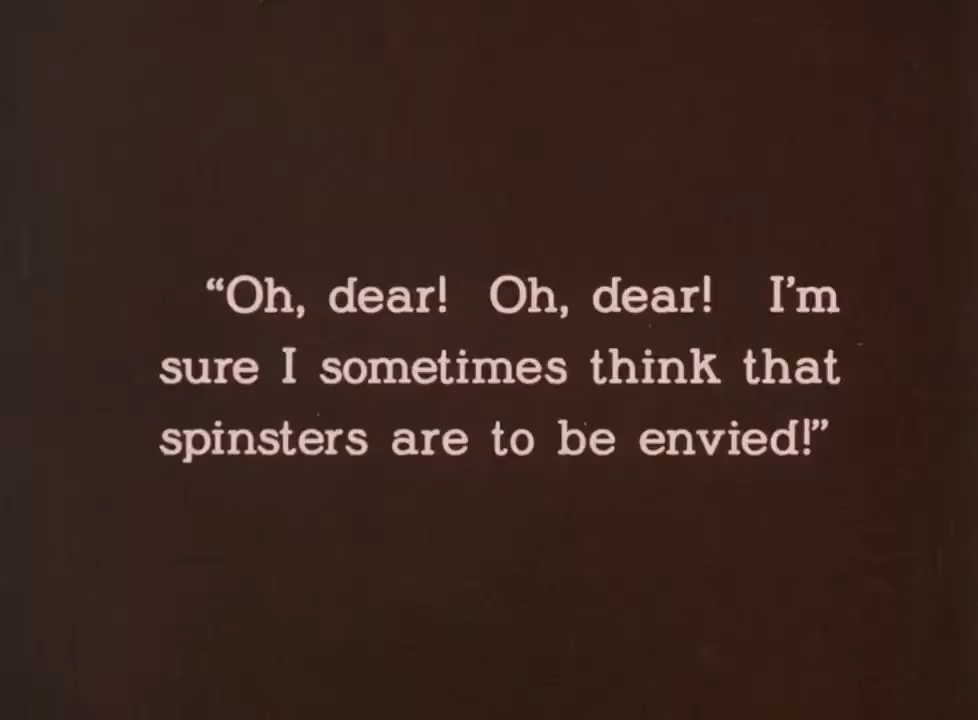 “Oh, dear! Oh, dear! I’m
sure I sometimes think that
spinsters are to be envied!”